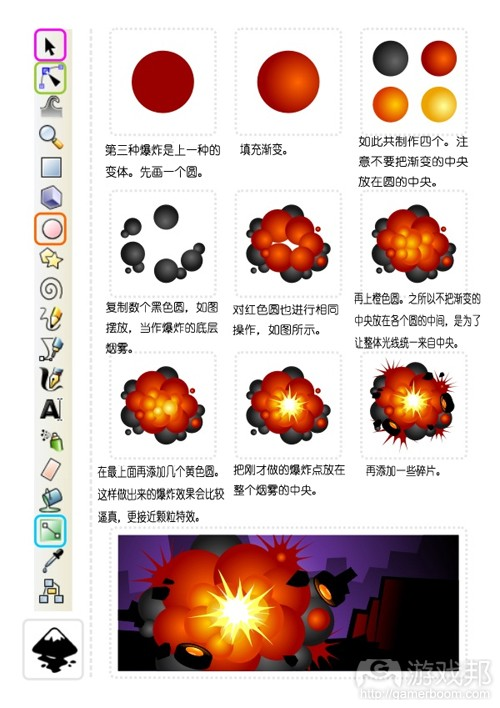 第三种爆炸是上一种的
变体。先画一个圆。
填充渐变。
如此共制作四个。注
意不要把渐变的中央
放在圆的中央。
复制数个黑色圆，如图
摆放，当作爆炸的底层
烟雾。
对红色圆也进行相同
操作，如图所示。
再上橙色圆。之所以不把渐变的
中央放在各个圆的中间，是为了
让整体光线统一来自中央。
在最上面再添加几个黄色圆。
这样做出来的爆炸效果会比较
逼真，更接近颗粒特效。
把刚才做的爆炸点放在
整个烟雾的中央。
再添加一些碎片。
游戏邦
http://gamerboom.com